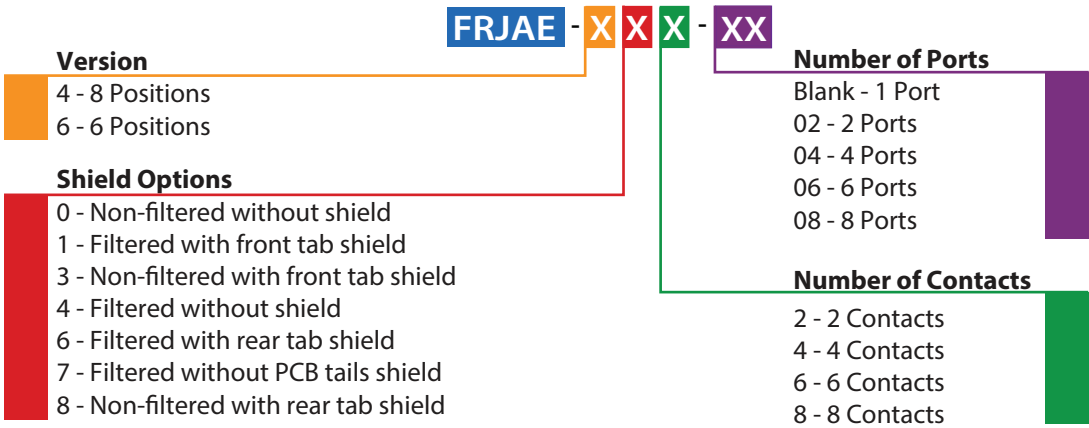 FRJAE - X X X - XX
Version
4 - 8 Positions
6 - 6 Positions
Shield Options
0 - Non-filtered without shield
1 - Filtered with front tab shield
3 - Non-filtered with front tab shield
4 - Filtered without shield
6 - Filtered with rear tab shield
7 - Filtered without PCB tails shield
8 - Non-filtered with rear tab shield
Number of Ports
Blank - 1 Port
02 - 2 Ports
04 - 4 Ports
06 - 6 Ports
08 - 8 Ports
Number of Contacts
2 - 2 Contacts
4 - 4 Contacts
6 - 6 Contacts
8 - 8 Contacts